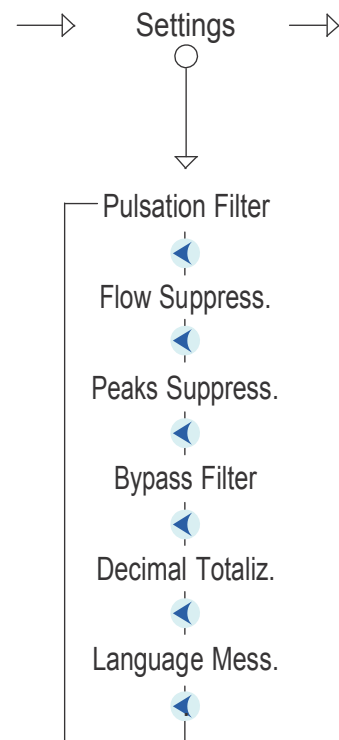 Settings
Pulsation Filter
Flow Suppress.
Peaks Suppress.
Bypass Filter
Decimal Totaliz.
Language Mess.